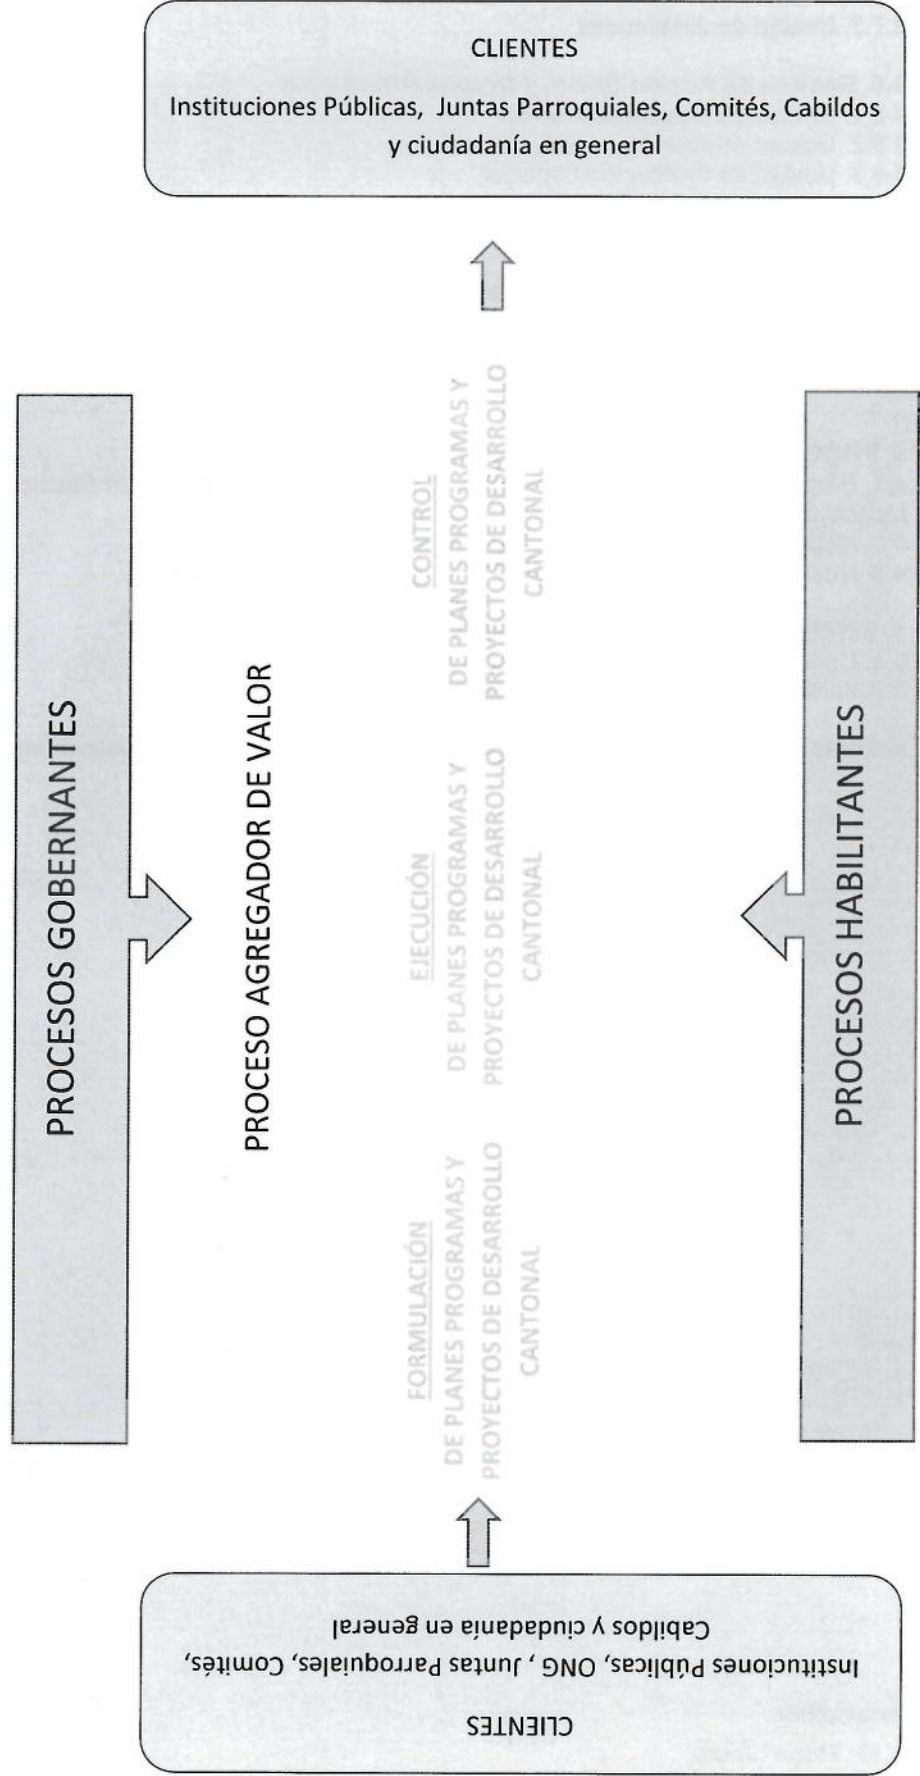 PROCESOS GOBERNANTES
PROCESO AGREGADOR DE VALOR
CLIENTES
Instituciones Públicas, ONG , Juntas Parroquiales, Comités,
Cabildos y ciudadanía en general
FORMULACIÓN
DE PLANES PROGRAMAS Y
PROYECTOS DE DESARROLLO
CANTONAL
EJECUCIÓN
DE PLANES PROGRAMAS Y
PROYECTOS DE DESARROLLO
CANTONAL
CONTROL
DE PLANES PROGRAMAS Y
PROYECTOS DE DESARROLLO
CANTONAL
CLIENTES
Instituciones Públicas, Juntas Parroquiales, Comités, Cabildos
y ciudadanía en general
PROCESOS HABILITANTES